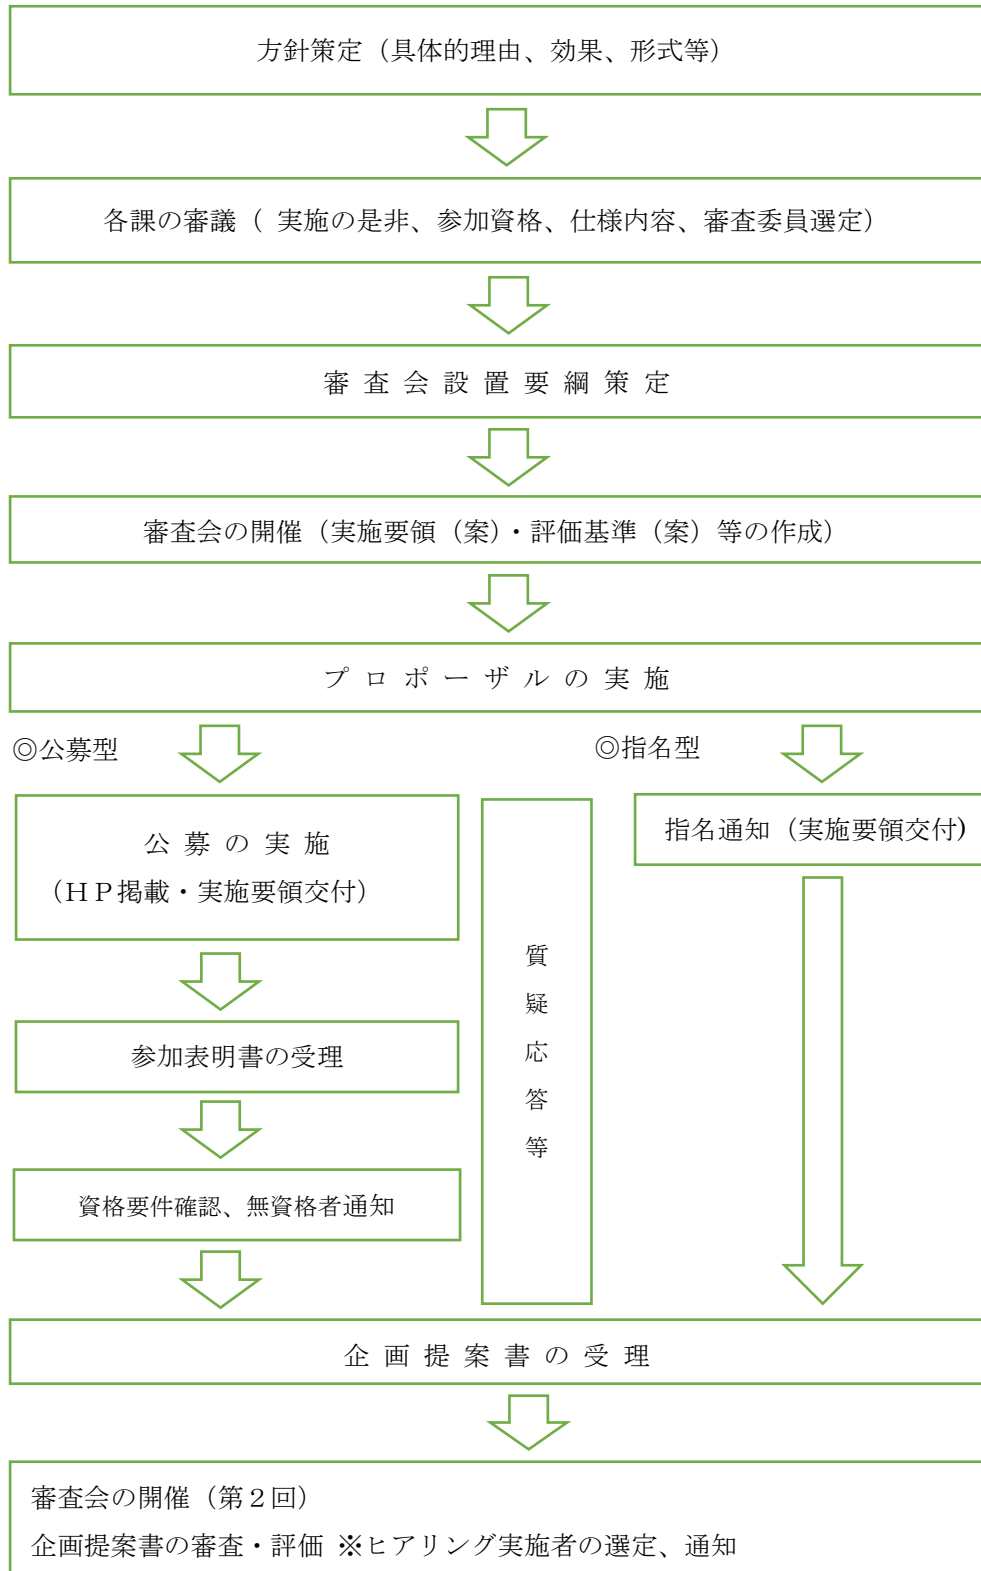 方針策定（具体的理由、効果、形式等）
各課の審議（ 実施の是非、参加資格、仕様内容、審査委員選定）
審 査 会 設 置 要 綱 策 定
審査会の開催（実施要領（案）・評価基準（案）等の作成）
プ ロ ポ ー ザ ル の 実 施
◎公募型
◎指名型
公 募 の 実 施
（ＨＰ掲載・実施要領交付）
参加表明書の受理
資格要件確認、無資格者通知
質
疑
応
答
等
指名通知（実施要領交付)
企 画 提 案 書 の 受 理
審査会の開催（第２回）
企画提案書の審査・評価 ※ヒアリング実施者の選定、通知